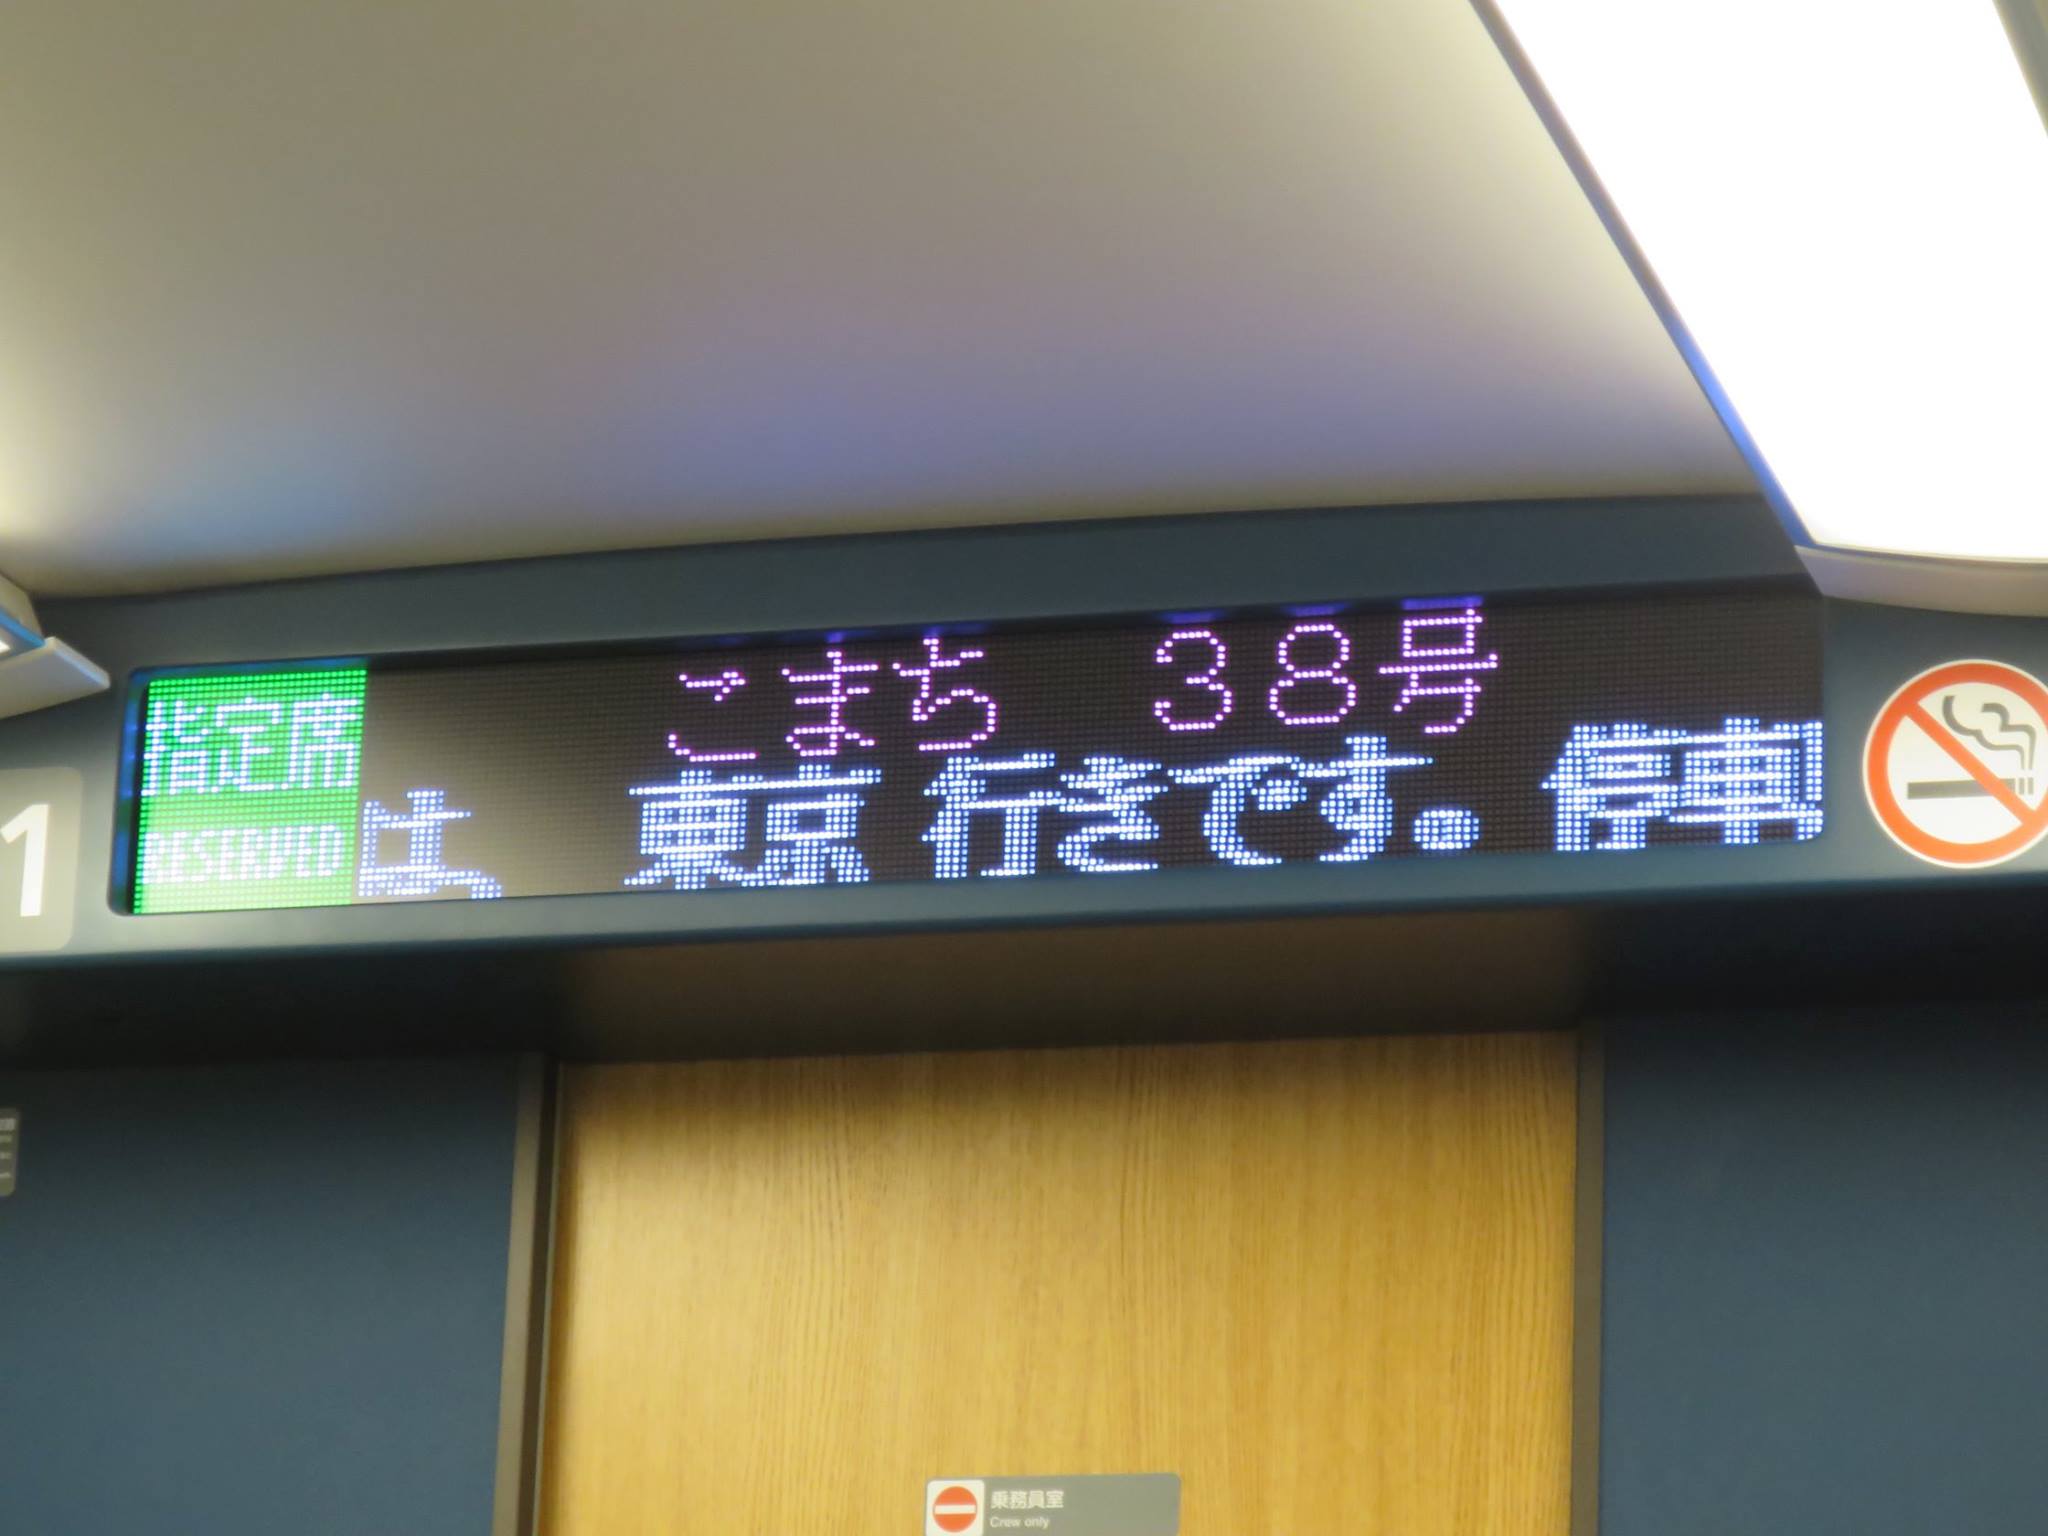 こまち 38号
指定席
RESERVED
は 東京行きです。停車
1
乗務員室
Crew only